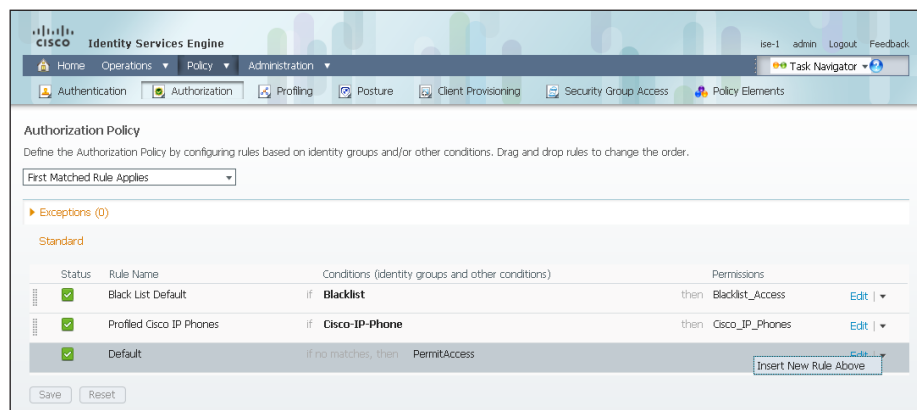 CISCO Identity Services Engine
ise-1 admin Logout Feedback
Home Operations Policy Administration
Task Navigator ?
Authentication Authorization Profiling Posture Client Provisioning Security Group Access Policy Elements
Authorization Policy
Define the Authorization Policy by configuring rules based on identity groups and/or other conditions. Drag and drop rules to change the order.
First Matched Rule Applies
Exceptions (0)
Standard
Status Rule Name Conditions (identity groups and other conditions) Permissions
Black List Default if Blacklist then Blacklist_Access Edit |
Profiled Cisco IP Phones if Cisco-IP-Phone then Cisco_IP_Phones Edit |
Default if no matches, then PermitAccess Edit |
Insert New Rule Above
Save Reset